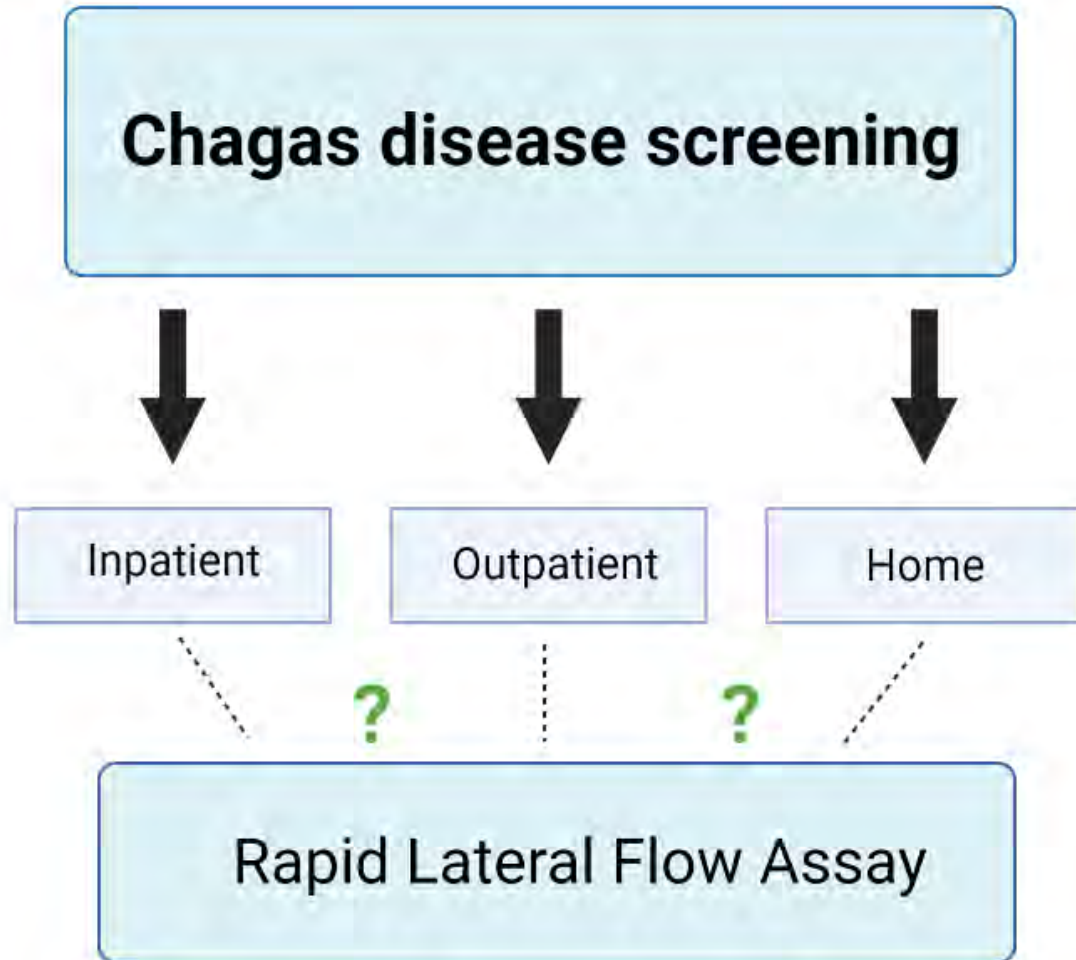 Chagas disease screening
Inpatient
Outpatient
Home
?
?
Rapid Lateral Flow Assay